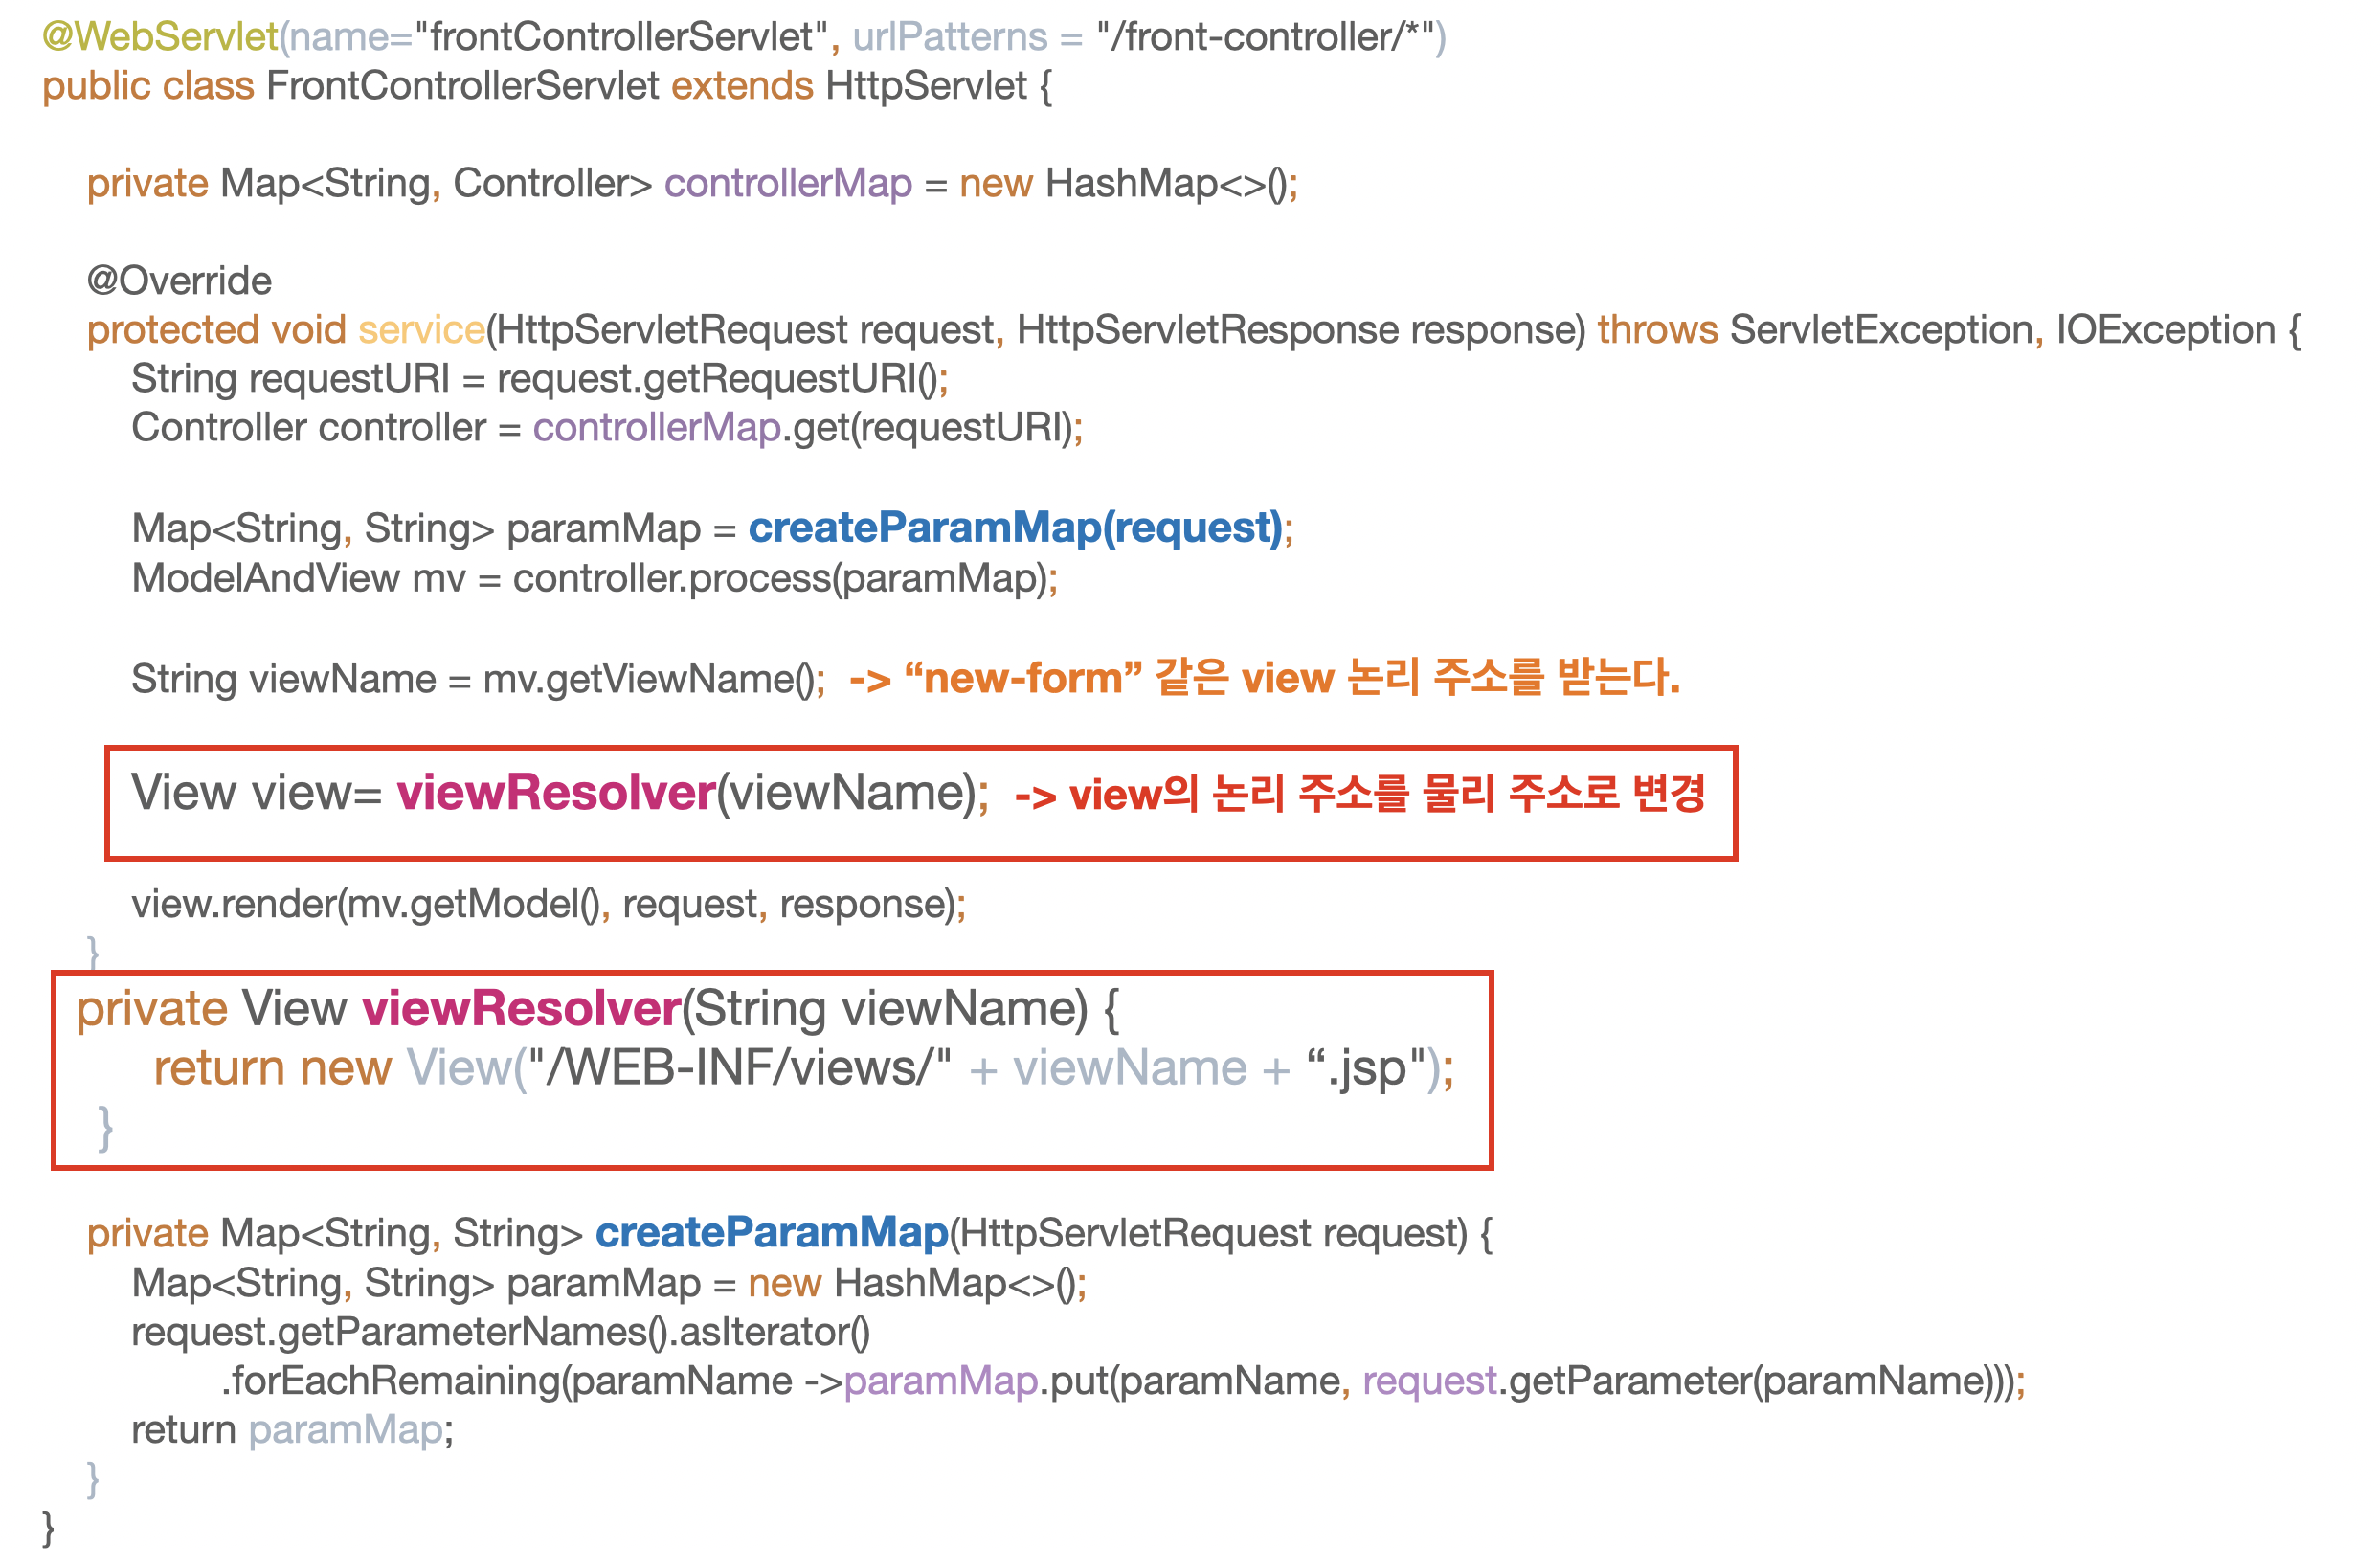 @WebServlet(name="frontControllerServlet", urlPatterns = "/front-controller/*")
public class FrontControllerServlet extends HttpServlet {
private Map<String, Controller> controllerMap = new HashMap<>();
@Override
protected void service(HttpServletRequest request, HttpServletResponse response) throws ServletException, IOException {
String requestURI = request.getRequestURI();
Controller controller = controllerMap.get(requestURI);
Map<String, String> paramMap = createParamMap(request);
ModelAndView mv = controller.process(paramMap);
String viewName = mv.getViewName(); -> “new-form” 같은 view 논리 주소를 받는다.
View view= viewResolver(viewName); -> view의 논리 주소를 물리 주소로 변경
view.render(mv.getModel(), request, response);
}
private View viewResolver(String viewName) {
return new View("/WEB-INF/views/" + viewName + “.jsp");
}
private Map<String, String> createParamMap(HttpServletRequest request) {
Map<String, String> paramMap = new HashMap<>();
request.getParameterNames().asIterator()
.forEachRemaining(paramName ->paramMap.put(paramName, request.getParameter(paramName)));
return paramMap;
}
}